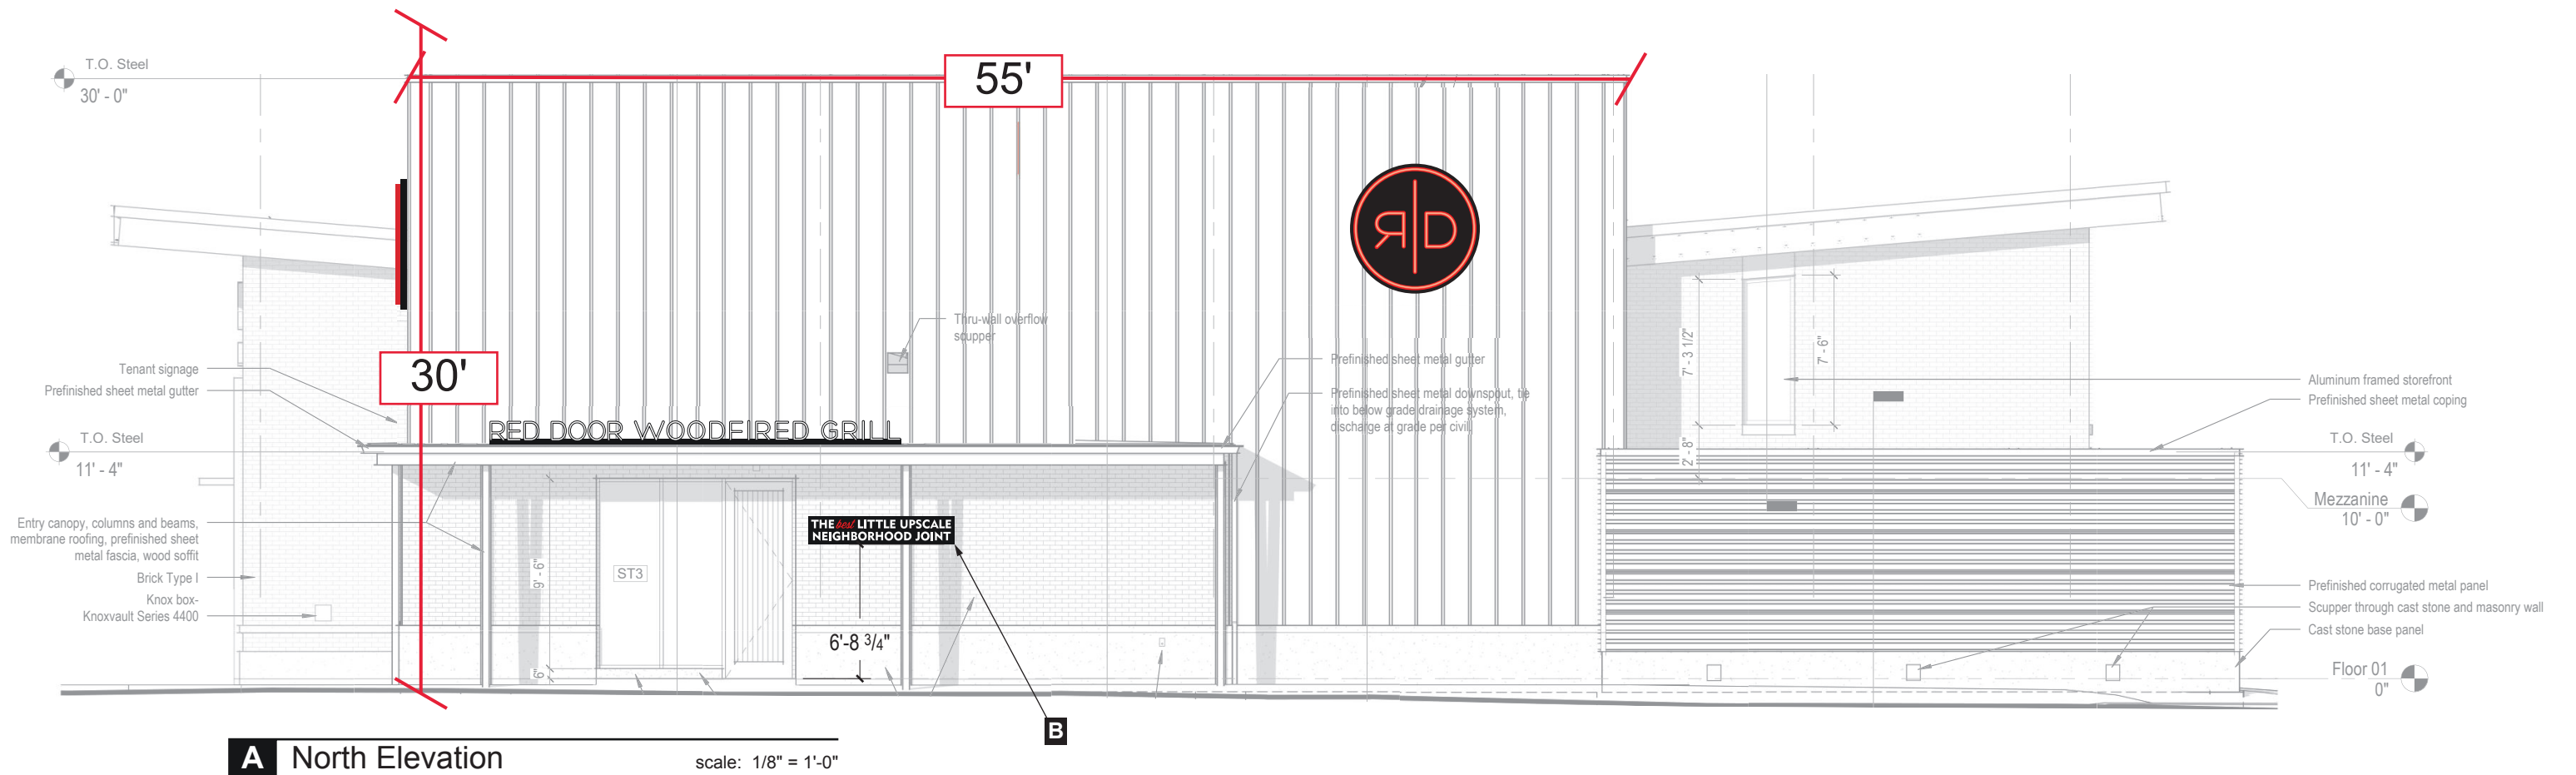 T.O. Steel
30' - 0"
55'
ЯD
Thru-wall overflow
scupper
30'
Tenant signage
Prefinished sheet metal gutter
RED DOOR WOODFIRED GRILL
T.O. Steel
11' - 4"
Prefinished sheet metal gutter
Prefinished sheet metal downspout, tie
into below grade drainage system,
discharge at grade per civil.
7' - 3 1/2"
7' - 6"
2' - 8"
Aluminum framed storefront
Prefinished sheet metal coping
T.O. Steel
11' - 4"
Mezzanine
10' - 0"
Entry canopy, columns and beams,
membrane roofing, prefinished sheet
metal fascia, wood soffit
Brick Type I
Knox box-
Knoxvault Series 4400
9' - 6"
ST3
6"
THE best LITTLE UPSCALE
NEIGHBORHOOD JOINT
6'-8 3/4"
Prefinished corrugated metal panel
Scupper through cast stone and masonry wall
Cast stone base panel
Floor 01
0"
B
A North Elevation
scale: 1/8" = 1'-0"